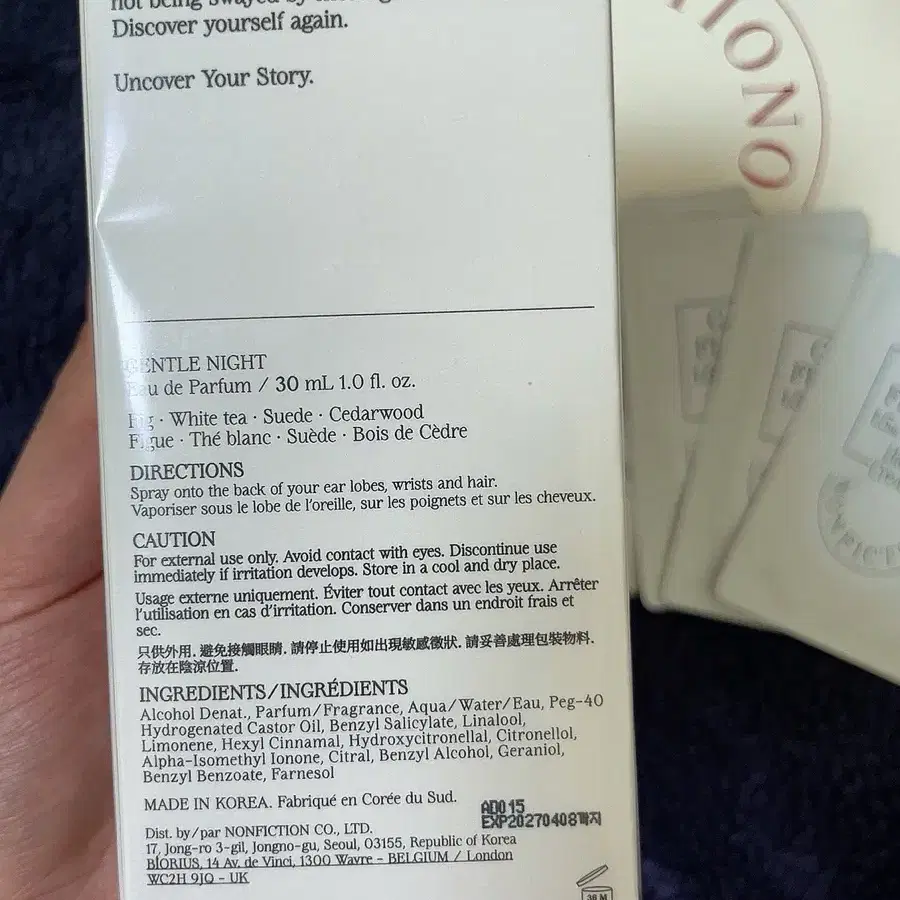 not being swayed by
Discover yourself again.
Uncover Your Story.
GENTLE NIGHT
Eau de Parfum / 30 mL 1.0 fl. oz.
Fig · White tea · Suede · Cedarwood
Figue · Thé blanc · Suède · Bois de Cèdre
DIRECTIONS
Spray onto the back of your ear lobes, wrists and hair.
Vaporiser sous le lobe de l'oreille, sur les poignets et sur les cheveux.
CAUTION
For external use only. Avoid contact with eyes. Discontinue use
immediately if irritation develops. Store in a cool and dry place.
Usage externe uniquement. Éviter tout contact avec les yeux. Arrêter
l'utilisation en cas d'irritation. Conserver dans un endroit frais et
sec.
只供外用. 避免接觸眼睛. 請停止使用如出現敏感徵狀. 請妥善處理包裝物料.
存放在陰涼位置.
INGREDIENTS/INGRÉDIENTS
Alcohol Denat., Parfum/Fragrance, Aqua/Water/Eau, Peg-40
Hydrogenated Castor Oil, Benzyl Salicylate, Linalool,
Limonene, Hexyl Cinnamal, Hydroxycitronellal, Citronellol,
Alpha-Isomethyl Ionone, Citral, Benzyl Alcohol, Geraniol,
Benzyl Benzoate, Farnesol
MADE IN KOREA. Fabriqué en Corée du Sud.
AD015
EXP20270408까지
Dist. by/par NONFICTION CO., LTD.
17, Jong-ro 3-gil, Jongno-gu, Seoul, 03155, Republic of Korea
BIORIUS, 14 Av. de Vinci, 1300 Wavre - BELGIUM / London
WC2H 9JQ - UK
36 M